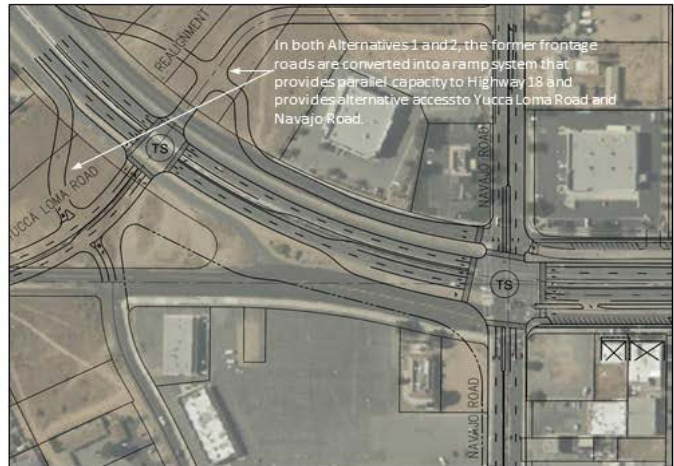 REALIGNMENT
In both Alternatives 1 and 2, the former frontage
roads are converted into a ramp system that
provides parallel capacity to Highway 18 and
provides alternative access to Yucca Loma Road and
Navajo Road.
TS
YUCCA LOMA ROAD
NAVAJO ROAD
TS
NAVAJO ROAD